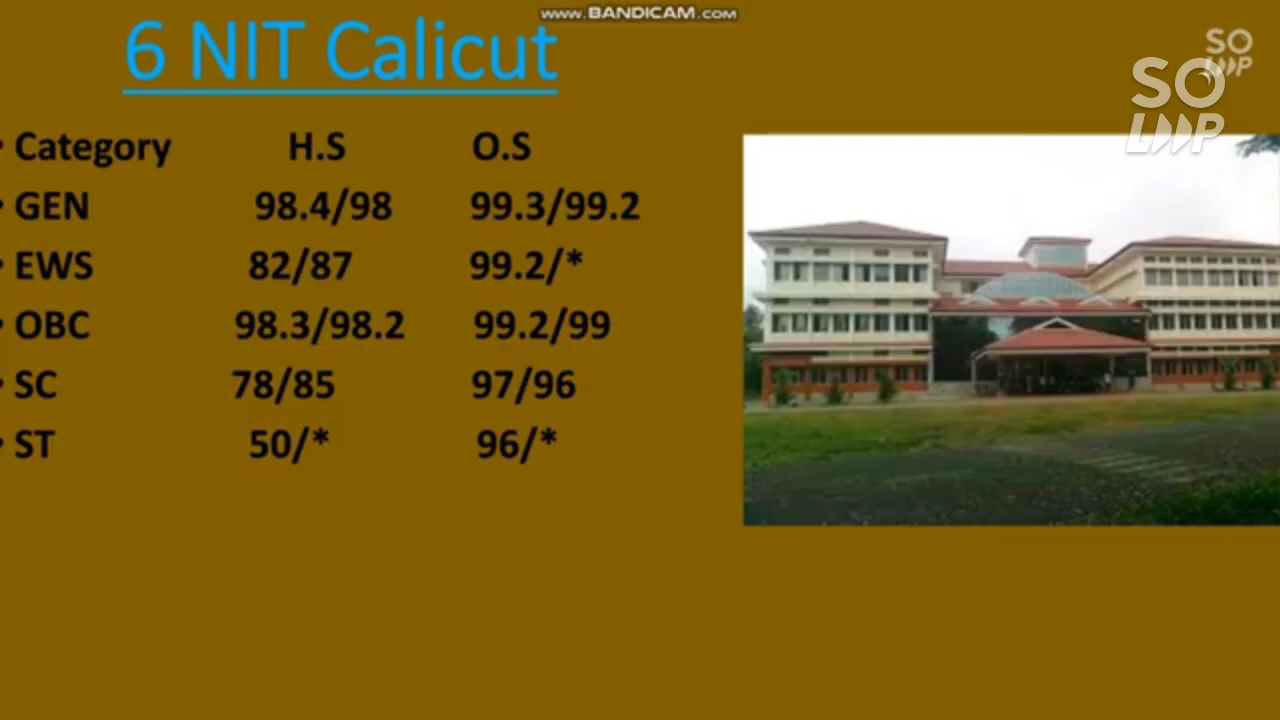 www.BANDICAM.com
6 NIT Calicut
SO
LOOP
SO
LOOP
• Category H.S O.S
• GEN 98.4/98 99.3/99.2
• EWS 82/87 99.2/*
• OBC 98.3/98.2 99.2/99
• SC 78/85 97/96
• ST 50/* 96/*